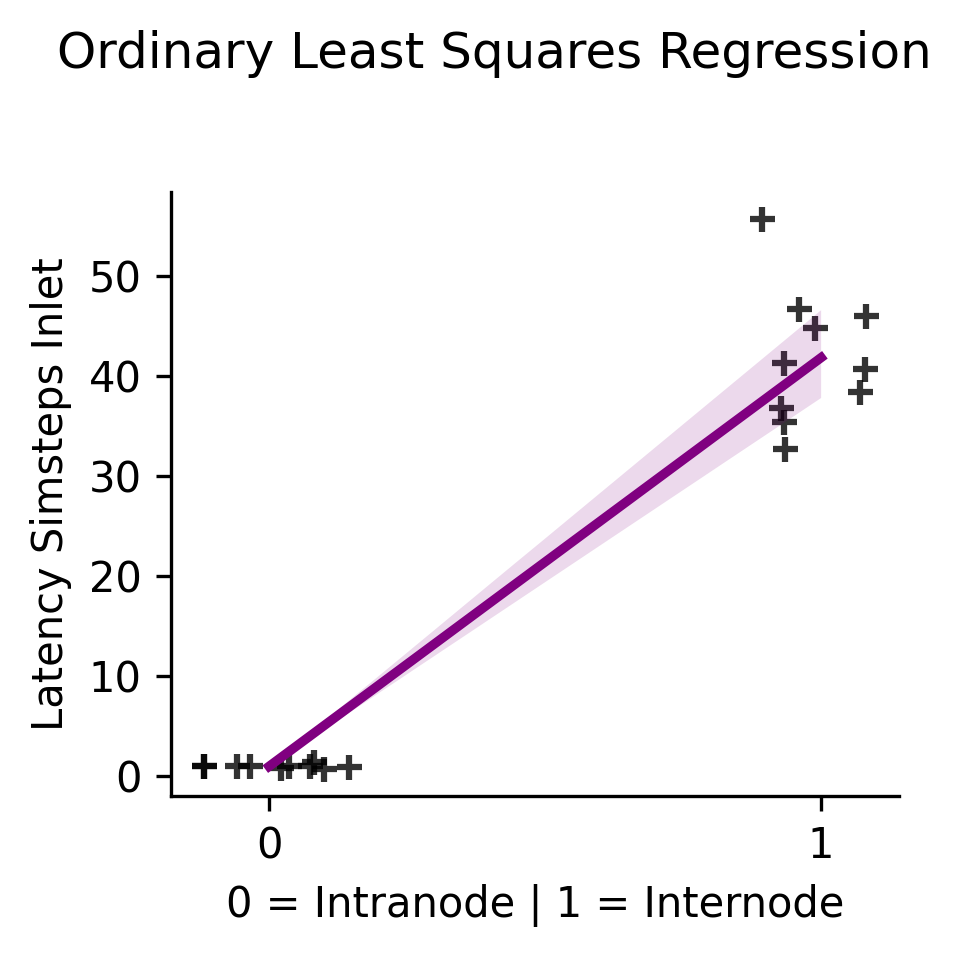 Ordinary Least Squares Regression
Latency Simsteps Inlet
50
40
30
20
10
0
0
1
0 = Intranode | 1 = Internode